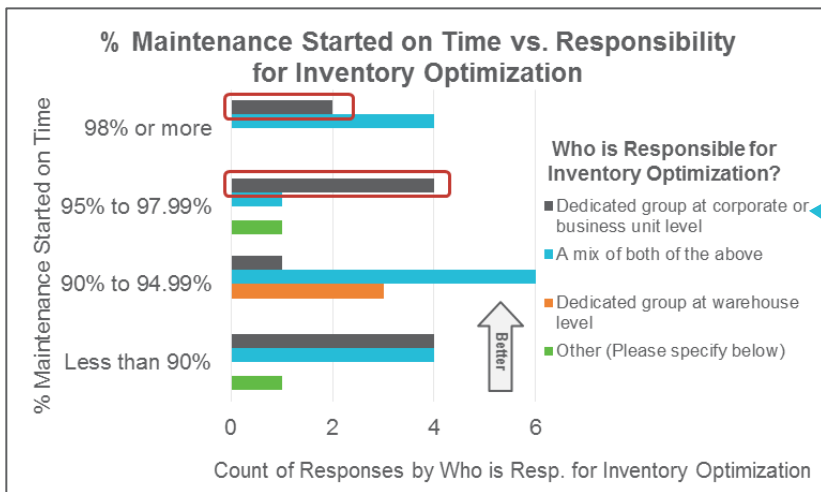 % Maintenance Started on Time vs. Responsibility
for Inventory Optimization
% Maintenance Started on Time
98% or more
95% to 97.99%
90% to 94.99%
Less than 90%
0
2
4
6
Count of Responses by Who is Resp. for Inventory Optimization
Better
Who is Responsible for
Inventory Optimization?
Dedicated group at corporate or
business unit level
A mix of both of the above
Dedicated group at warehouse
level
Other (Please specify below)